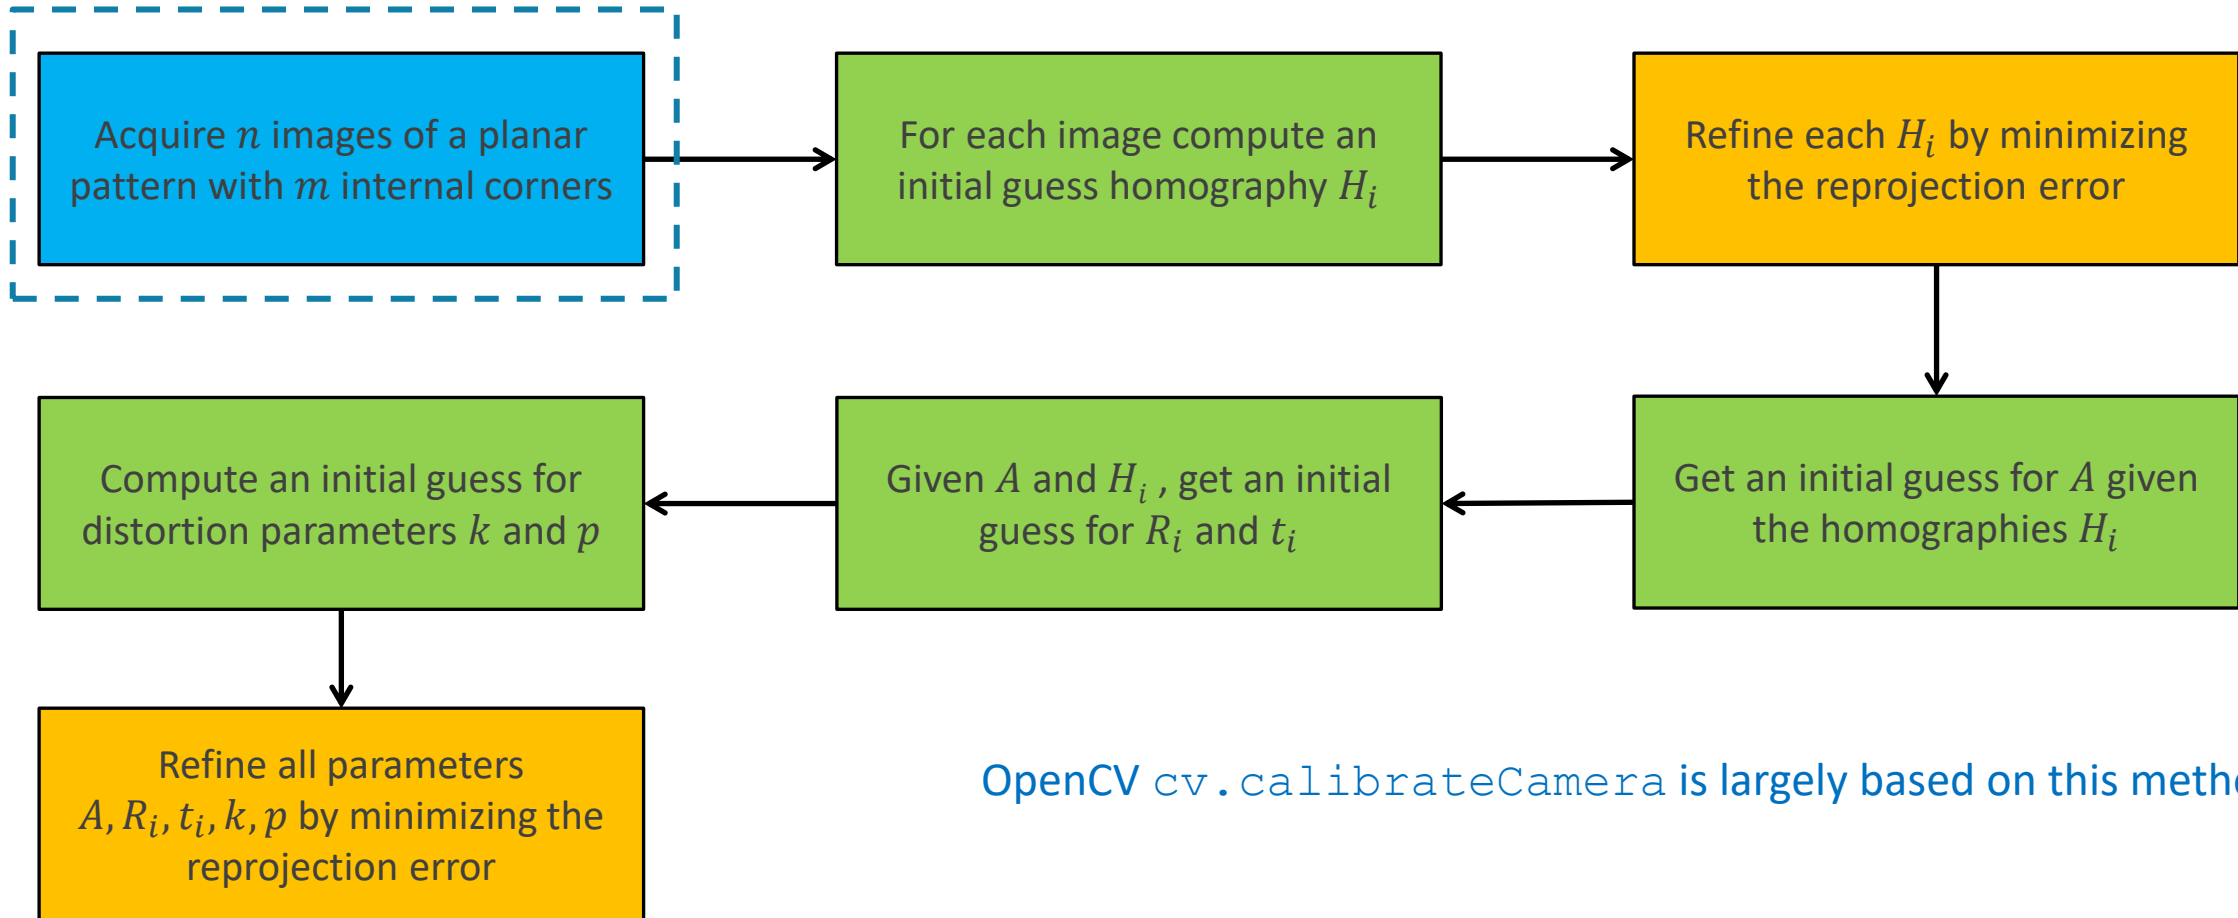 Acquire n images of a planar
pattern with m internal corners
For each image compute an
initial guess homography H_i
Refine each H_i by minimizing
the reprojection error
Get an initial guess for A given
the homographies H_i
Given A and H_i , get an initial
guess for R_i and t_i
Compute an initial guess for
distortion parameters k and p
Refine all parameters
A, R_i, t_i, k, p by minimizing the
reprojection error
OpenCV cv.calibrateCamera is largely based on this